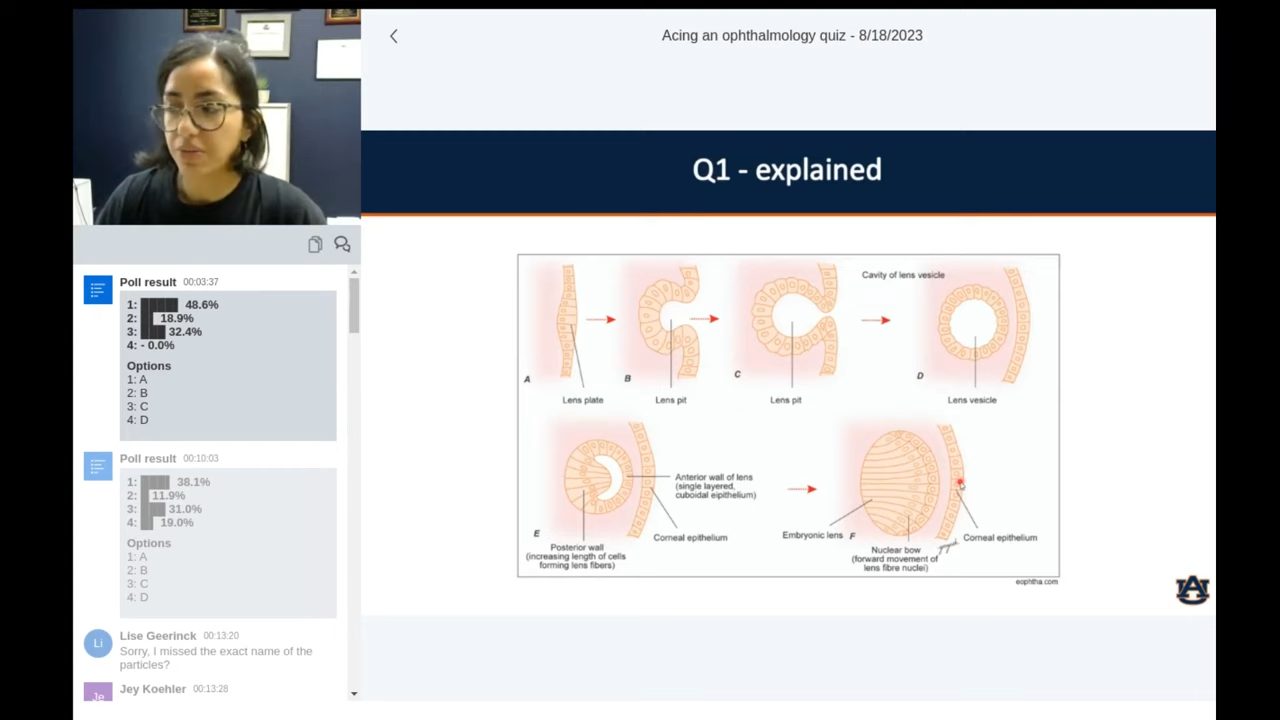 Acing an ophthalmology quiz - 8/18/2023
Q1 - explained
Poll result 00:03:37
1: 48.6%
2: 18.9%
3: 32.4%
4: - 0.0%
Options
1: A
2: B
3: C
4: D
Poll result 00:10:03
1: 38.1%
2: 11.9%
3: 31.0%
4: 19.0%
Options
1: A
2: B
3: C
4: D
Li
Lise Geerinck 00:13:20
Sorry, I missed the exact name of the
particles?
Je
Jey Koehler 00:13:28
Cavity of lens vesicle
A
B
C
D
Lens plate
Lens pit
Lens pit
Lens vesicle
Anterior wall of lens
(single layered,
cuboidal eipithelium)
E
Corneal epithelium
Posterior wall
(increasing length of cells
forming lens fibers)
Embryonic lens
F
Corneal epithelium
Nuclear bow
(forward movement of
lens fibre nuclei)
eophtha.com
AU